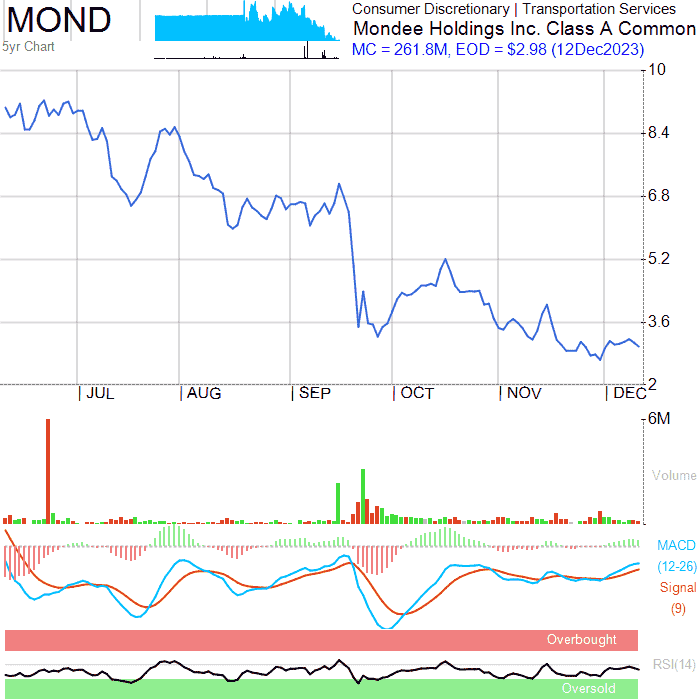 MOND
5yr Chart
Consumer Discretionary | Transportation Services
Mondee Holdings Inc. Class A Common
MC = 261.8M, EOD = $2.98 (12Dec2023)
10
8.4
6.8
5.2
3.6
2
JUL
AUG
SEP
OCT
NOV
DEC
6M
Volume
MACD
(12-26)
Signal
(9)
Overbought
RSI(14)
Oversold